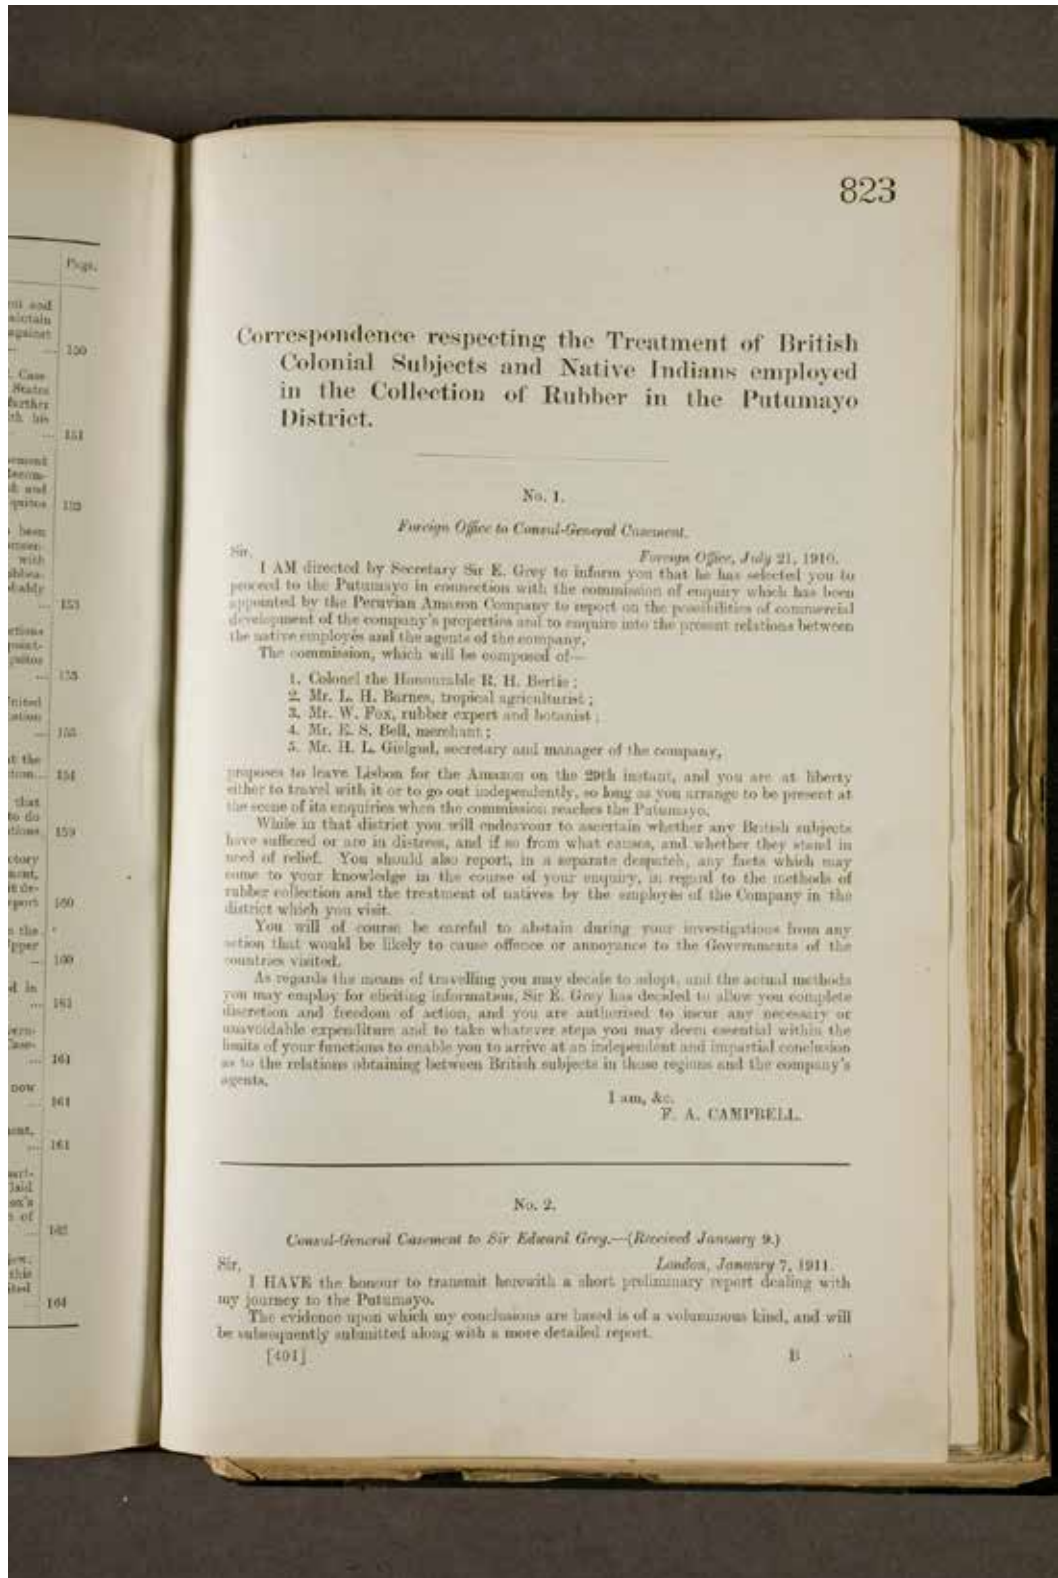 Page.
150
151
153
153
155
154
159
160
160
161
161
161
161
164
823
Correspondence respecting the Treatment of British
Colonial Subjects and Native Indians employed
in the Collection of Rubber in the Putumayo
District.
No. 1.
Foreign Office to Consul-General Casement.
Sir, Foreign Office, July 21, 1910.
I AM directed by Secretary Sir E. Grey to inform you that he has selected you to
proceed to the Putumayo in connection with the commission of enquiry which has been
appointed by the Peruvian Amazon Company to report on the possibilities of commercial
development of the company's properties and to enquire into the present relations between
the native employés and the agents of the company.
The commission, which will be composed of—
1. Colonel the Honourable R. H. Bertie;
2. Mr. L. H. Barnes, tropical agriculturist;
3. Mr. W. Fox, rubber expert and botanist;
4. Mr. E. S. Bell, merchant;
5. Mr. H. L. Gielgud, secretary and manager of the company,
proposes to leave Lisbon for the Amazon on the 29th instant, and you are at liberty
either to travel with it or to go out independently, so long as you arrange to be present at
the scene of its enquiries when the commission reaches the Putumayo.
While in that district you will endeavour to ascertain whether any British subjects
have suffered or are in distress, and if so from what causes, and whether they stand in
need of relief. You should also report, in a separate despatch, any facts which may
come to your knowledge in the course of your enquiry, in regard to the methods of
rubber collection and the treatment of natives by the employés of the Company in the
district which you visit.
You will of course be careful to abstain during your investigations from any
action that would be likely to cause offence or annoyance to the Governments of the
countries visited.
As regards the means of travelling you may decide to adopt, and the actual methods
you may employ for eliciting information, Sir E. Grey has decided to allow you complete
discretion and freedom of action, and you are authorised to incur any necessary or
unavoidable expenditure and to take whatever steps you may deem essential within the
limits of your functions to enable you to arrive at an independent and impartial conclusion
as to the relations obtaining between British subjects in those regions and the company's
agents.
I am, &c.
F. A. CAMPBELL.
No. 2.
Consul-General Casement to Sir Edward Grey.—(Received January 9.)
Sir, London, January 7, 1911.
I HAVE the honour to transmit herewith a short preliminary report dealing with
my journey to the Putumayo.
The evidence upon which my conclusions are based is of a voluminous kind, and will
be subsequently submitted along with a more detailed report.
[401] B